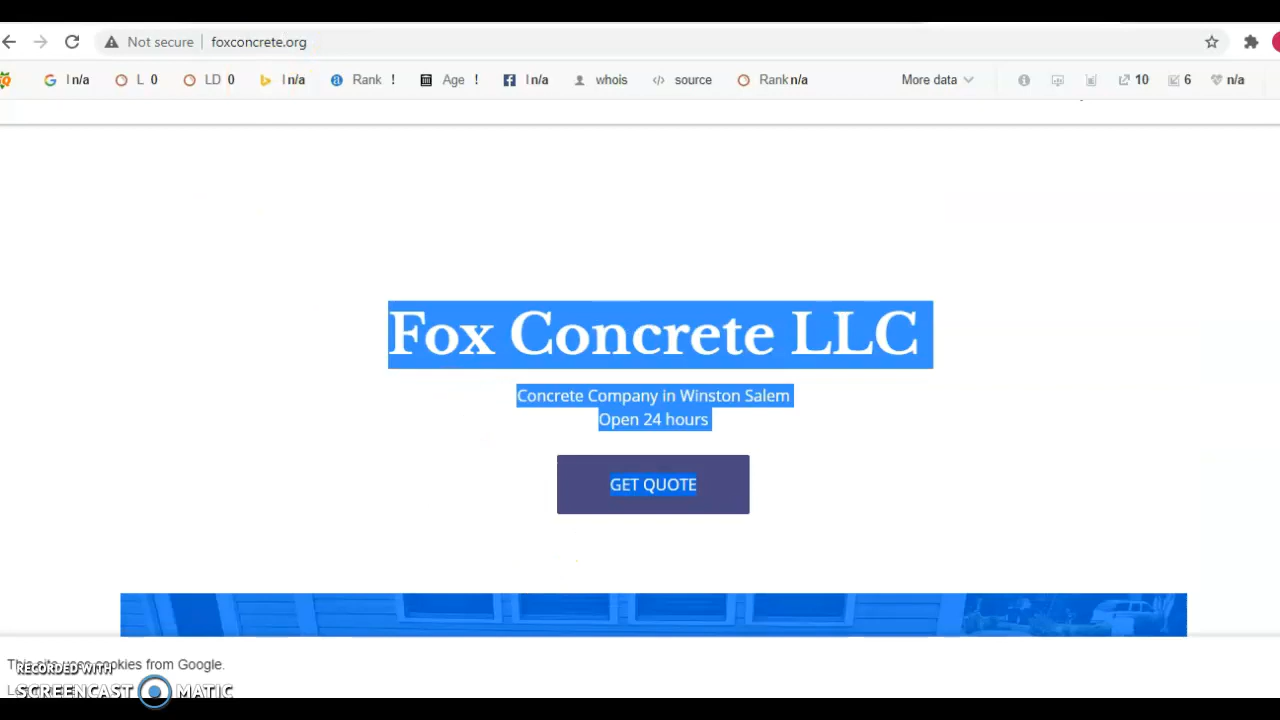 Not secure foxconcrete.org
I n/a L 0 LD 0 I n/a Rank ! Age ! I n/a whois source Rank n/a More data 10 6 n/a
Fox Concrete LLC
Concrete Company in Winston Salem
Open 24 hours
GET QUOTE
This site uses cookies from Google.
RECORDED WITH
SCREENCAST MATIC